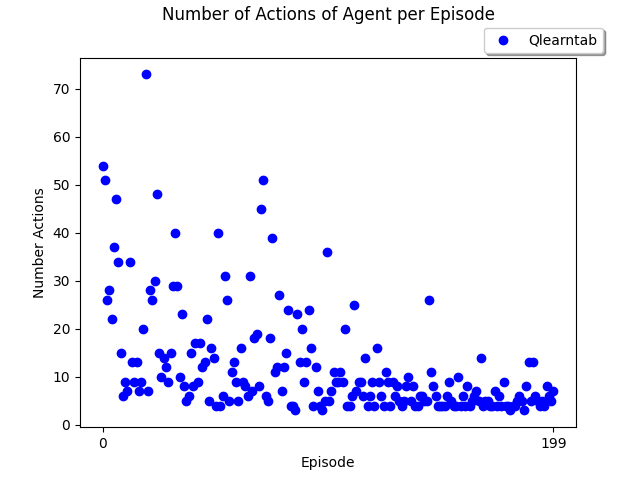 Number of Actions of Agent per Episode
Qlearntab
70
60
50
40
30
20
10
0
Number Actions
0 199
Episode